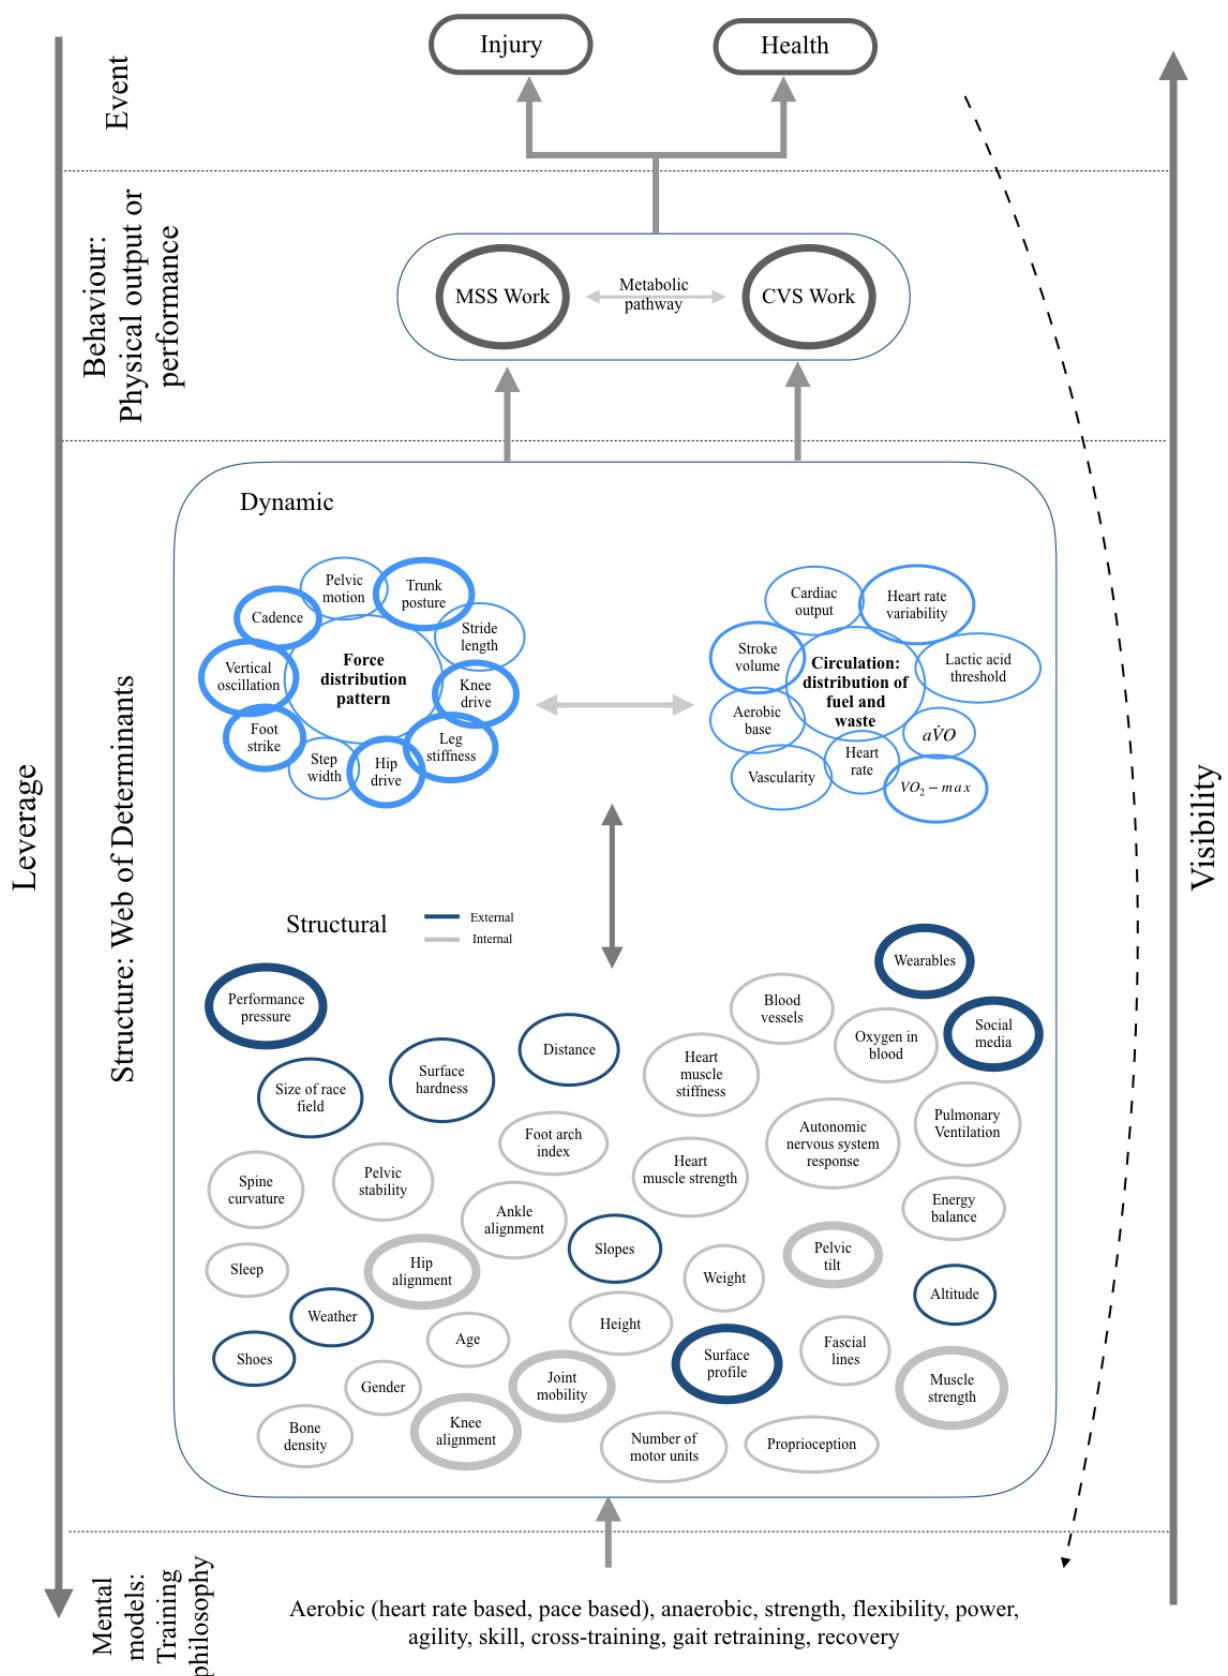 Injury
Health
Event
Behaviour:
Physical output or
performance
MSS Work
Metabolic
pathway
CVS Work
Leverage
Visibility
Structure: Web of Determinants
Dynamic
Pelvic
motion
Trunk
posture
Cadence
Stride
length
Vertical
oscillation
Force
distribution
pattern
Knee
drive
Foot
strike
Leg
stiffness
Step
width
Hip
drive
Cardiac
output
Heart rate
variability
Stroke
volume
Circulation:
distribution of
fuel and
waste
Lactic acid
threshold
Aerobic
base
aV̇O
Heart
rate
Vascularity
VO₂ − max
Structural
External
Internal
Wearables
Performance
pressure
Blood
vessels
Social
media
Oxygen in
blood
Distance
Surface
hardness
Heart
muscle
stiffness
Size of race
field
Pulmonary
Ventilation
Autonomic
nervous system
response
Foot arch
index
Heart
muscle strength
Pelvic
stability
Spine
curvature
Energy
balance
Ankle
alignment
Slopes
Pelvic
tilt
Sleep
Hip
alignment
Weight
Altitude
Weather
Height
Age
Shoes
Surface
profile
Fascial
lines
Gender
Joint
mobility
Muscle
strength
Bone
density
Knee
alignment
Number of
motor units
Proprioception
Mental
models:
Training
philosophy
Aerobic (heart rate based, pace based), anaerobic, strength, flexibility, power,
agility, skill, cross-training, gait retraining, recovery